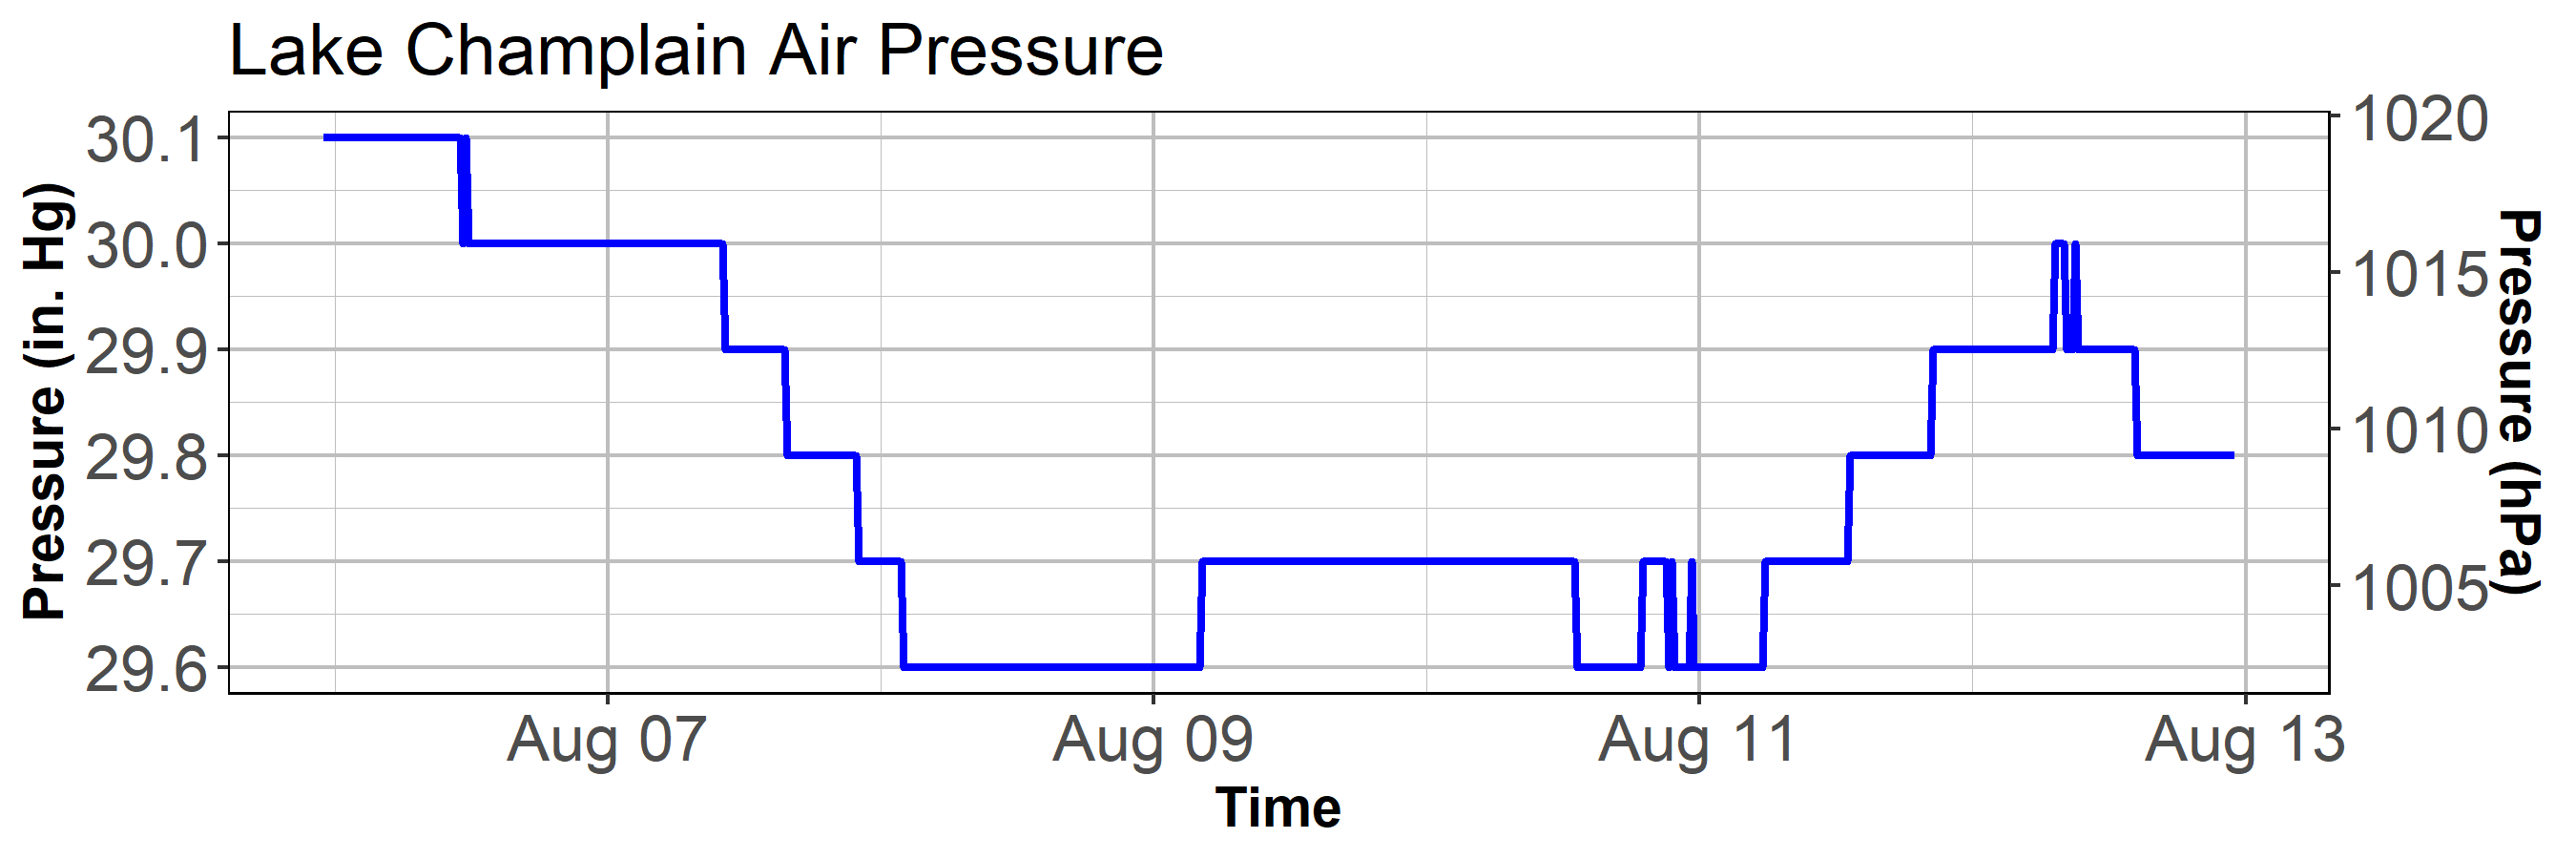 Lake Champlain Air Pressure
Pressure (in. Hg)
30.1
30.0
29.9
29.8
29.7
29.6
1020
1015
1010
1005
Pressure (hPa)
Aug 07
Aug 09
Aug 11
Aug 13
Time